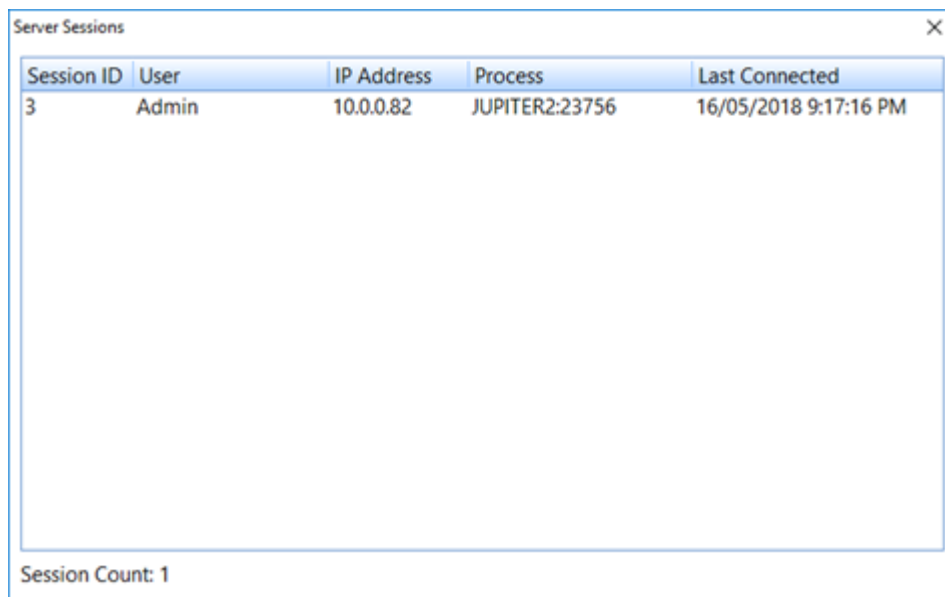 Server Sessions
Session ID User IP Address Process Last Connected
3 Admin 10.0.0.82 JUPITER2:23756 16/05/2018 9:17:16 PM
Session Count: 1